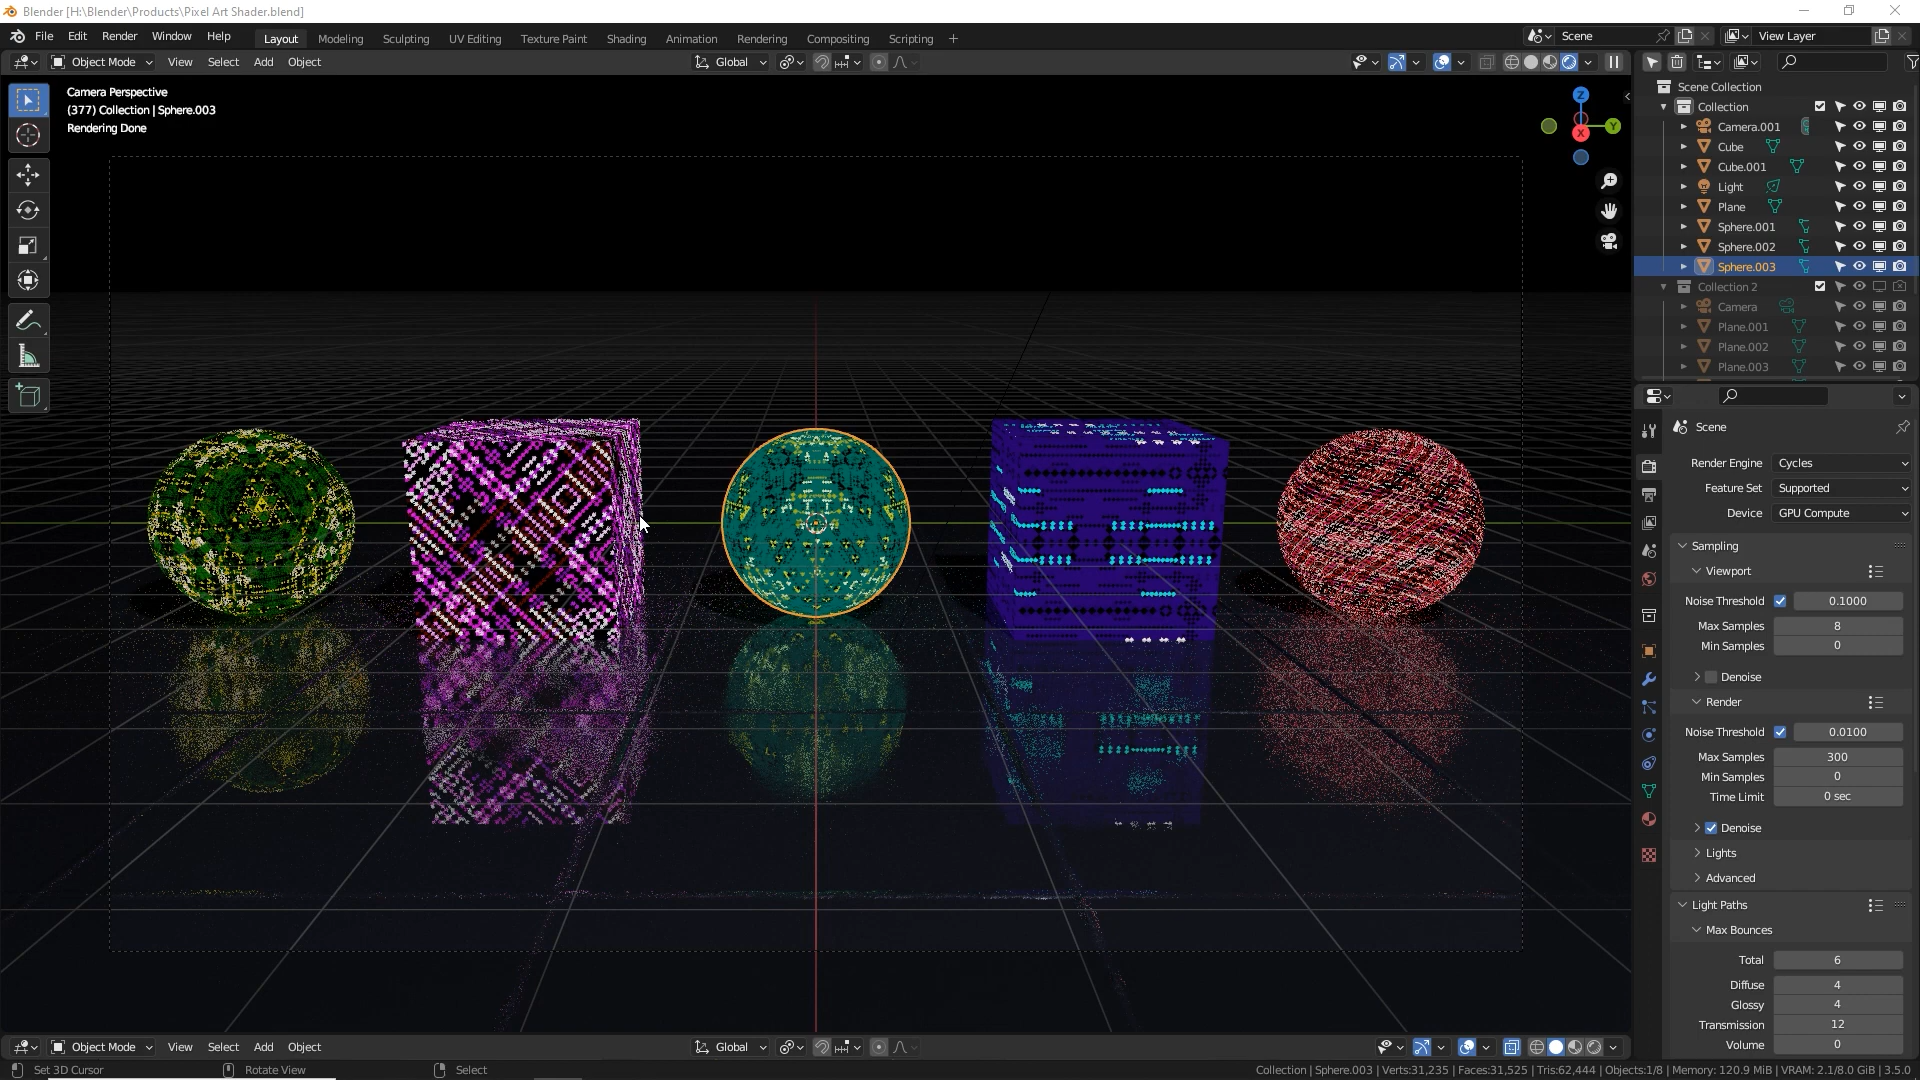 Blender [H:\Blender\Products\Pixel Art Shader.blend]
File Edit Render Window Help Layout Modeling Sculpting UV Editing Texture Paint Shading Animation Rendering Compositing Scripting + Scene View Layer
Object Mode View Select Add Object Global
Camera Perspective
(377) Collection | Sphere.003
Rendering Done
Z
Y
X
Scene Collection
Collection
Camera.001
Cube
Cube.001
Light
Plane
Sphere.001
Sphere.002
Sphere.003
Collection 2
Camera
Plane.001
Plane.002
Plane.003
Scene
Render Engine Cycles
Feature Set Supported
Device GPU Compute
Sampling
Viewport
Noise Threshold 0.1000
Max Samples 8
Min Samples 0
Denoise
Render
Noise Threshold 0.0100
Max Samples 300
Min Samples 0
Time Limit 0 sec
Denoise
Lights
Advanced
Light Paths
Max Bounces
Total 6
Diffuse 4
Glossy 4
Transmission 12
Volume 0
Object Mode View Select Add Object Global
Set 3D Cursor Rotate View Select Collection | Sphere.003 | Verts:31,235 | Faces:31,525 | Tris:62,444 | Objects:1/8 | Memory: 120.9 MiB | VRAM: 2.1/8.0 GiB | 3.5.0